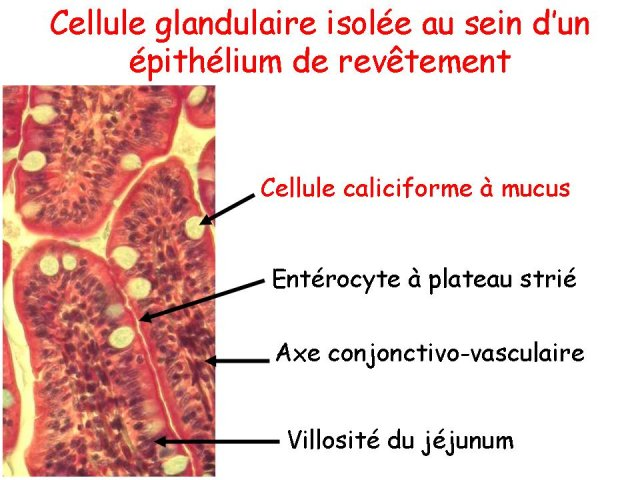 Cellule glandulaire isolée au sein d'un
épithélium de revêtement
Cellule caliciforme à mucus
Entérocyte à plateau strié
Axe conjonctivo-vasculaire
Villosité du jéjunum